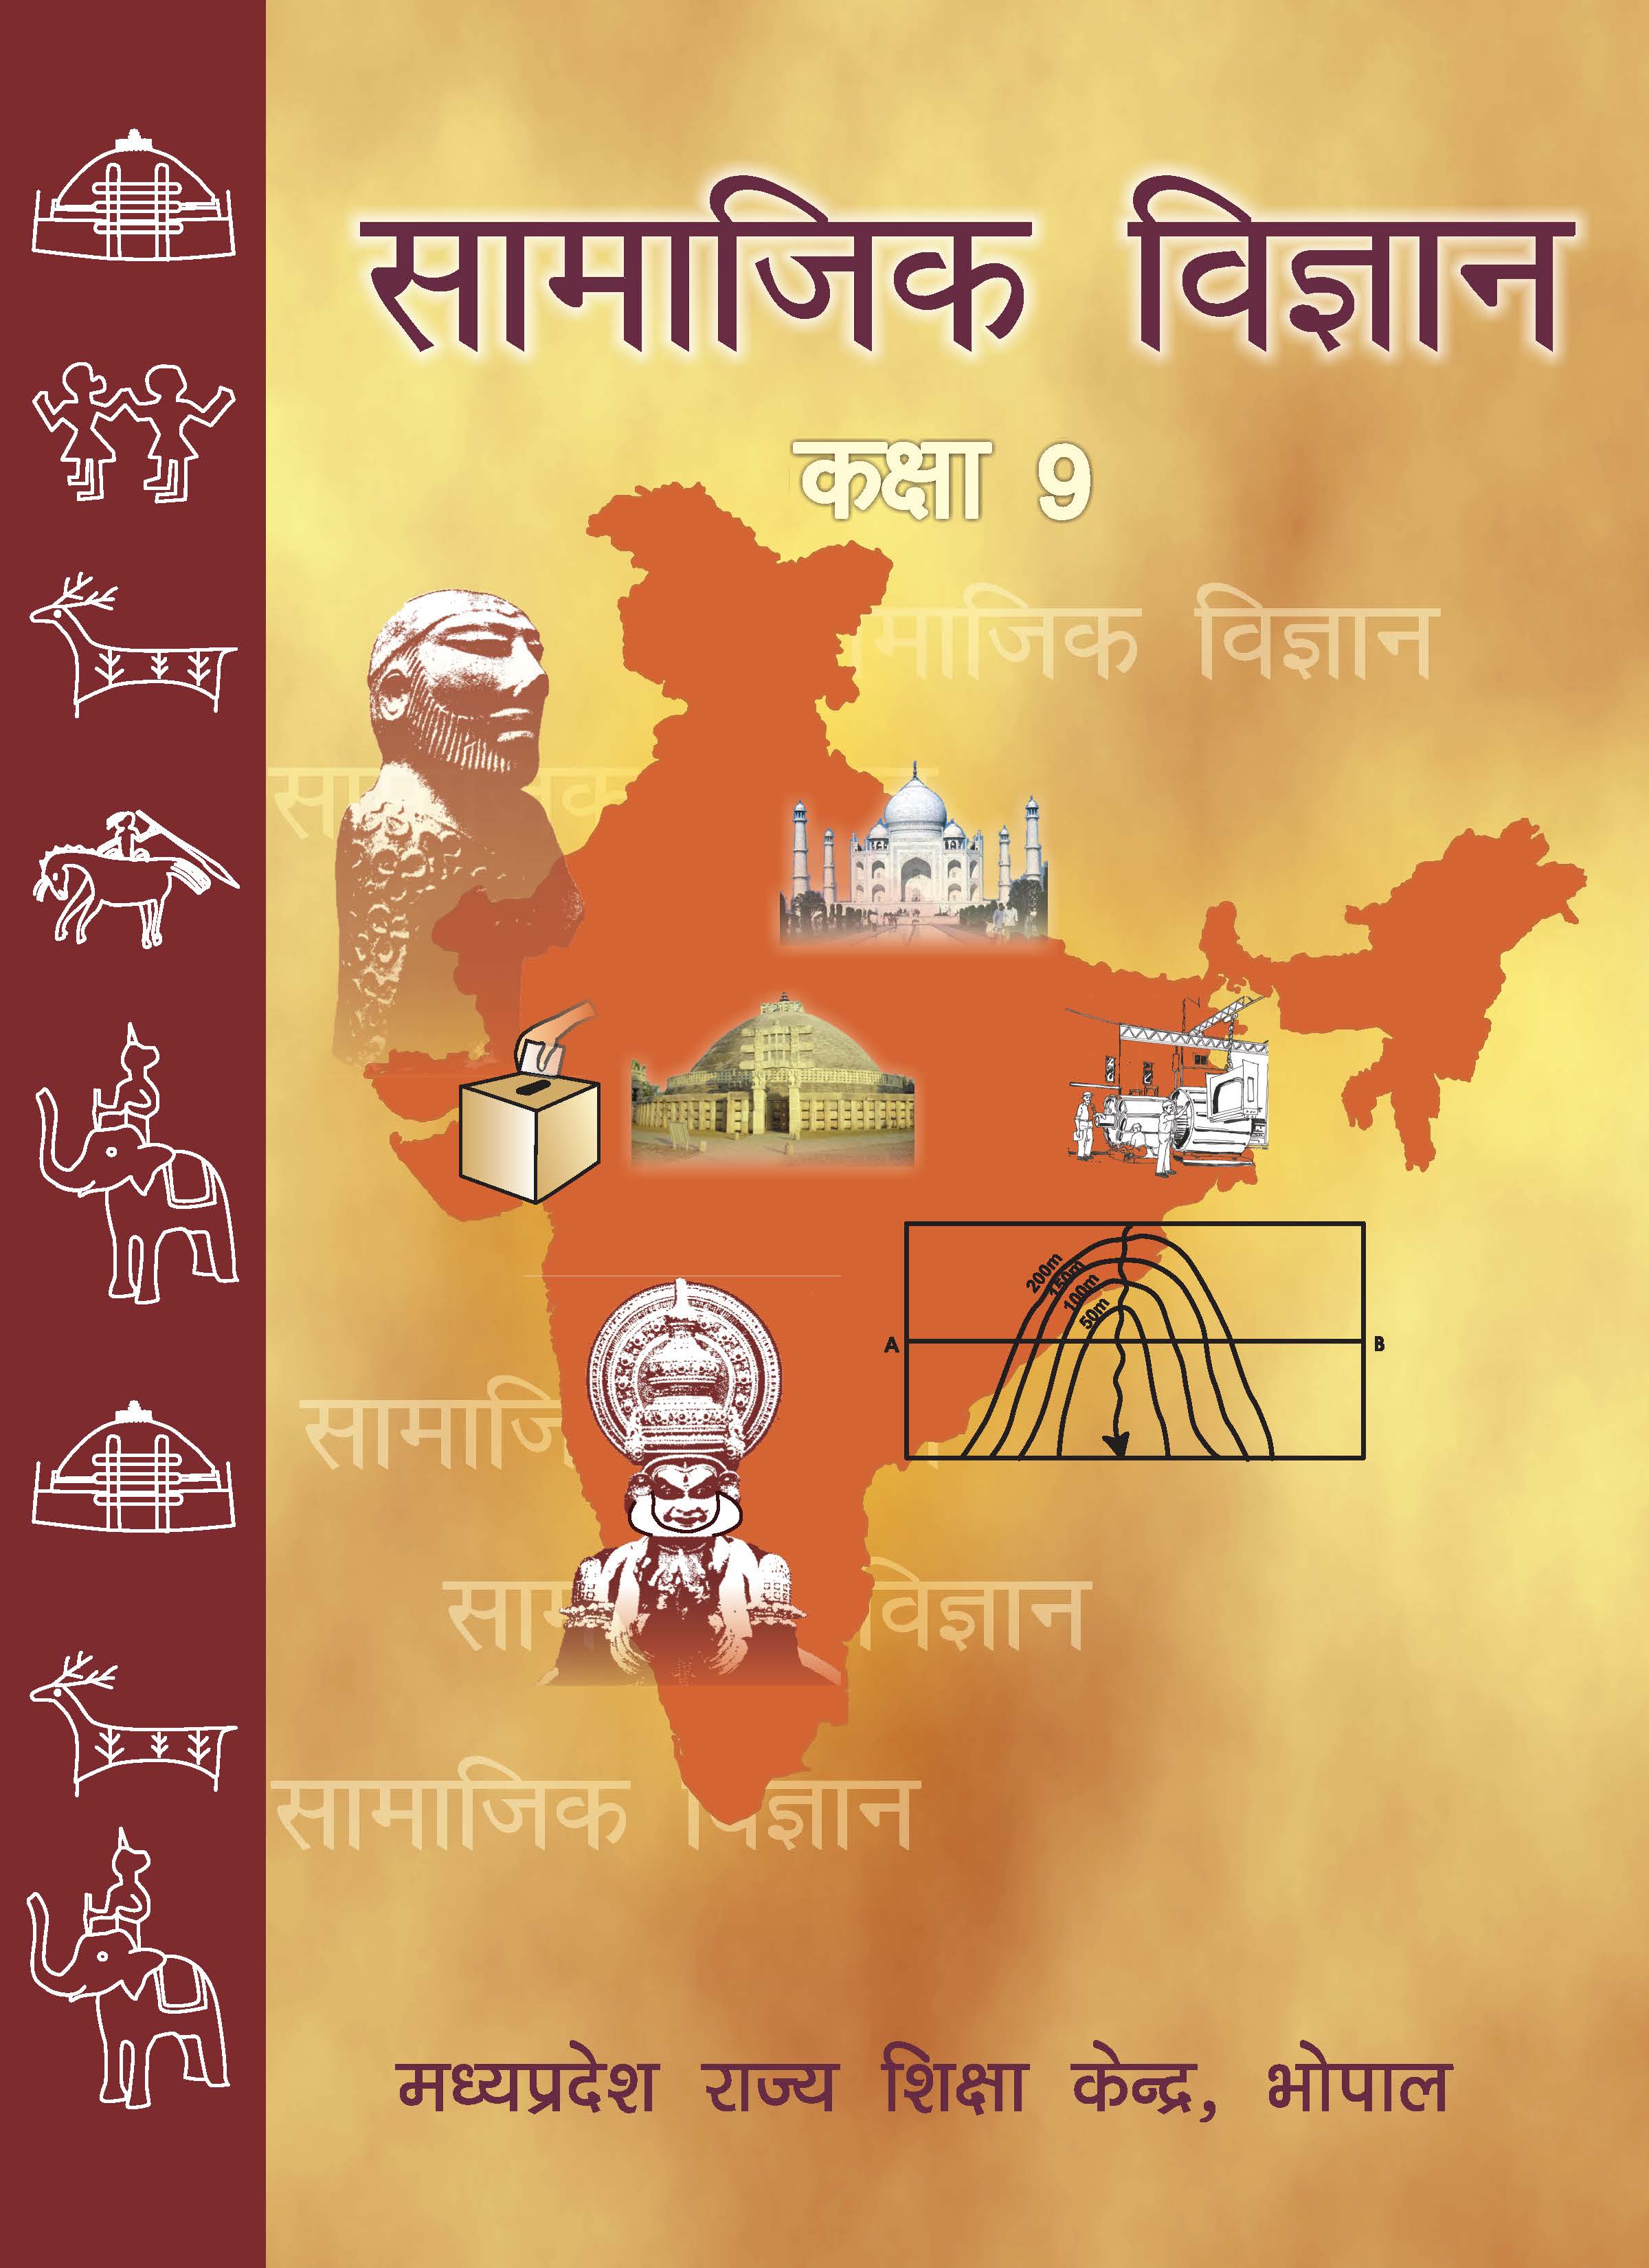 सामाजिक विज्ञान
कक्षा 9
माजिक विज्ञान
200m
150m
100m
50m
A B
सामाजि
विज्ञान
सामाजिक विज्ञान
मध्यप्रदेश राज्य शिक्षा केन्द्र, भोपाल